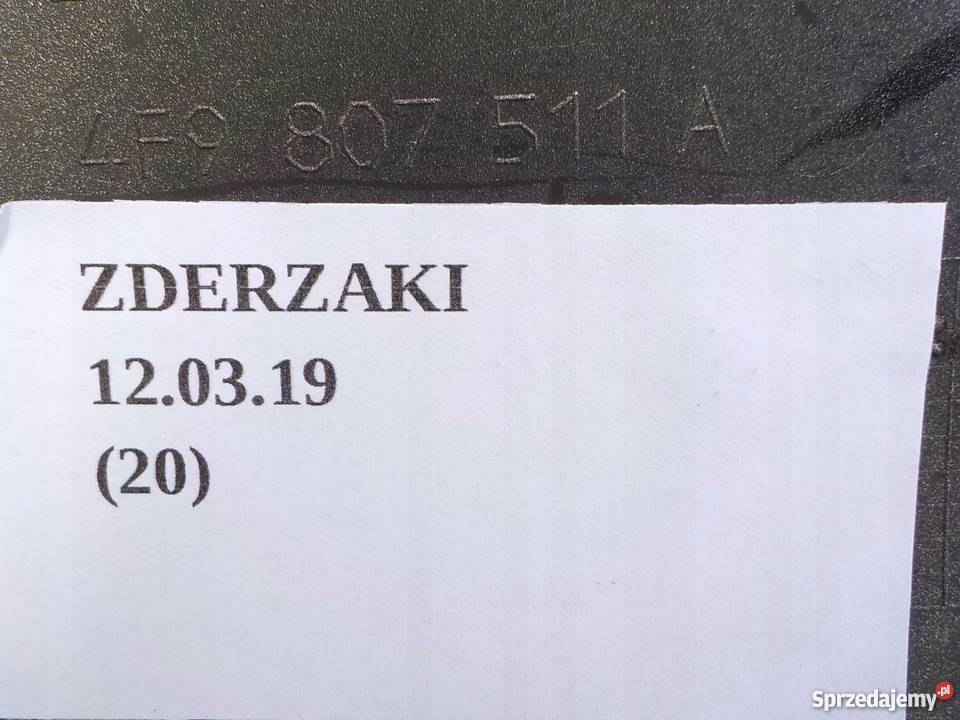 4F9 807 511 A
ZDERZAKI
12.03.19
(20)
Sprzedajemy.pl